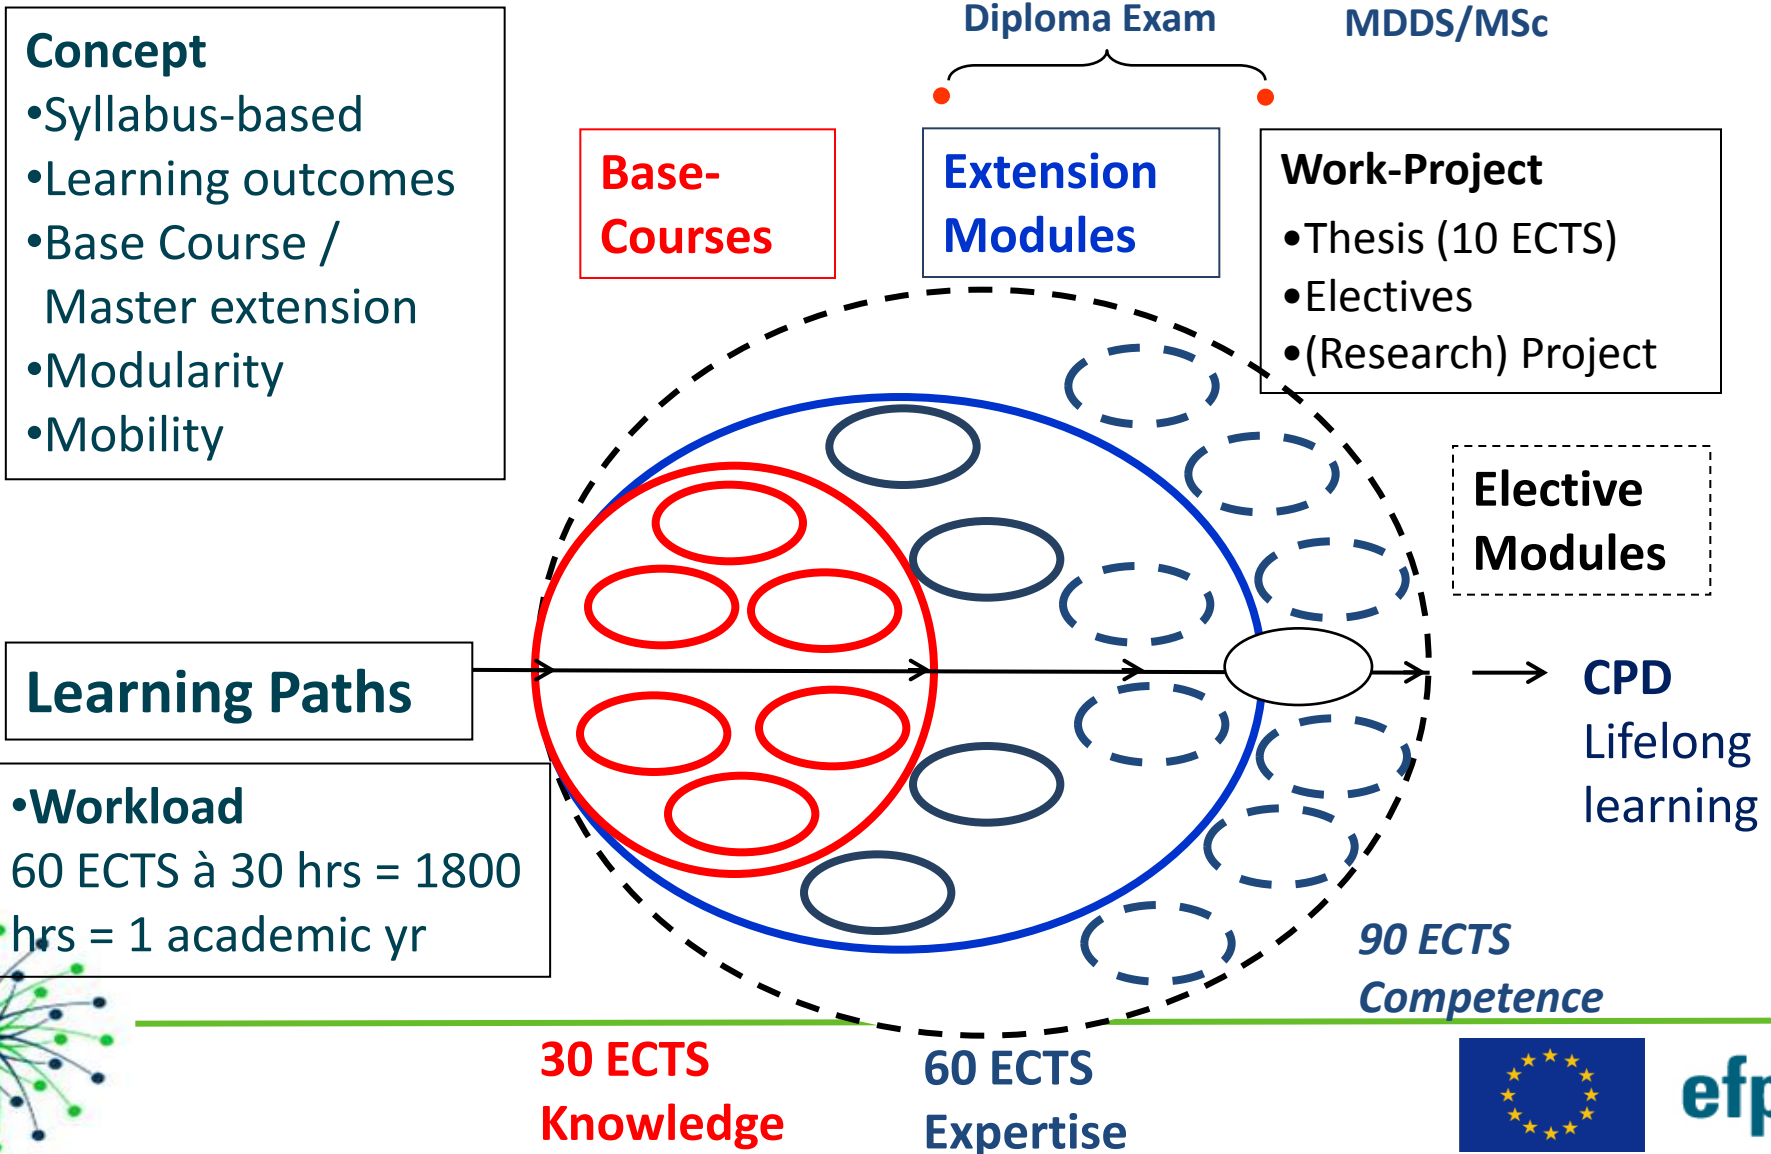 Diploma Exam
MDDS/MSc
Concept
•Syllabus-based
•Learning outcomes
•Base Course /
Master extension
•Modularity
•Mobility
Base-
Courses
Extension
Modules
Work-Project
•Thesis (10 ECTS)
•Electives
•(Research) Project
Elective
Modules
Learning Paths
CPD
Lifelong
learning
•Workload
60 ECTS à 30 hrs = 1800
hrs = 1 academic yr
90 ECTS
Competence
30 ECTS
Knowledge
60 ECTS
Expertise